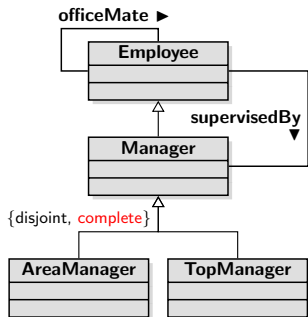 officeMate ►
Employee
supervisedBy
▼
Manager
{disjoint, complete}
AreaManager
TopManager